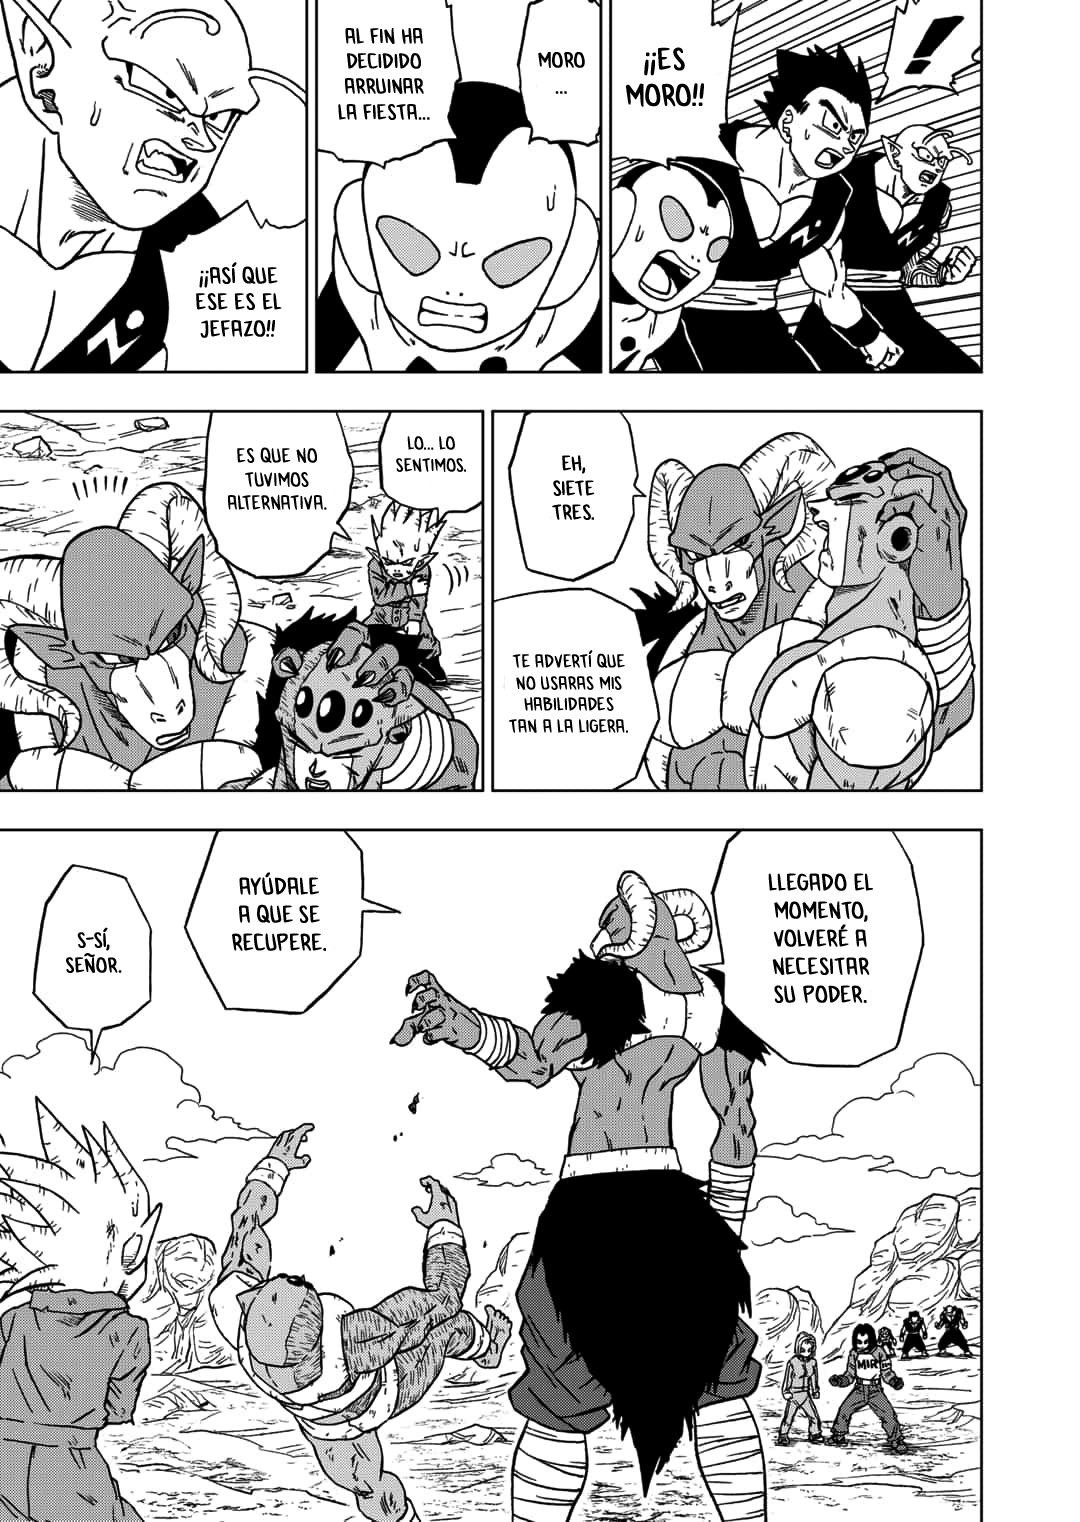 !
¡¡ES
MORO!!
MORO
...
AL FIN HA
DECIDIDO
ARRUINAR
LA FIESTA...
¡¡ASÍ QUE
ESE ES EL
JEFAZO!!
EH,
SIETE
TRES.
TE ADVERTÍ QUE
NO USARAS MIS
HABILIDADES
TAN A LA LIGERA.
LO... LO
SENTIMOS.
ES QUE NO
TUVIMOS
ALTERNATIVA.
LLEGADO EL
MOMENTO,
VOLVERÉ A
NECESITAR
SU PODER.
AYÚDALE
A QUE SE
RECUPERE.
S-SÍ,
SEÑOR.
MIR